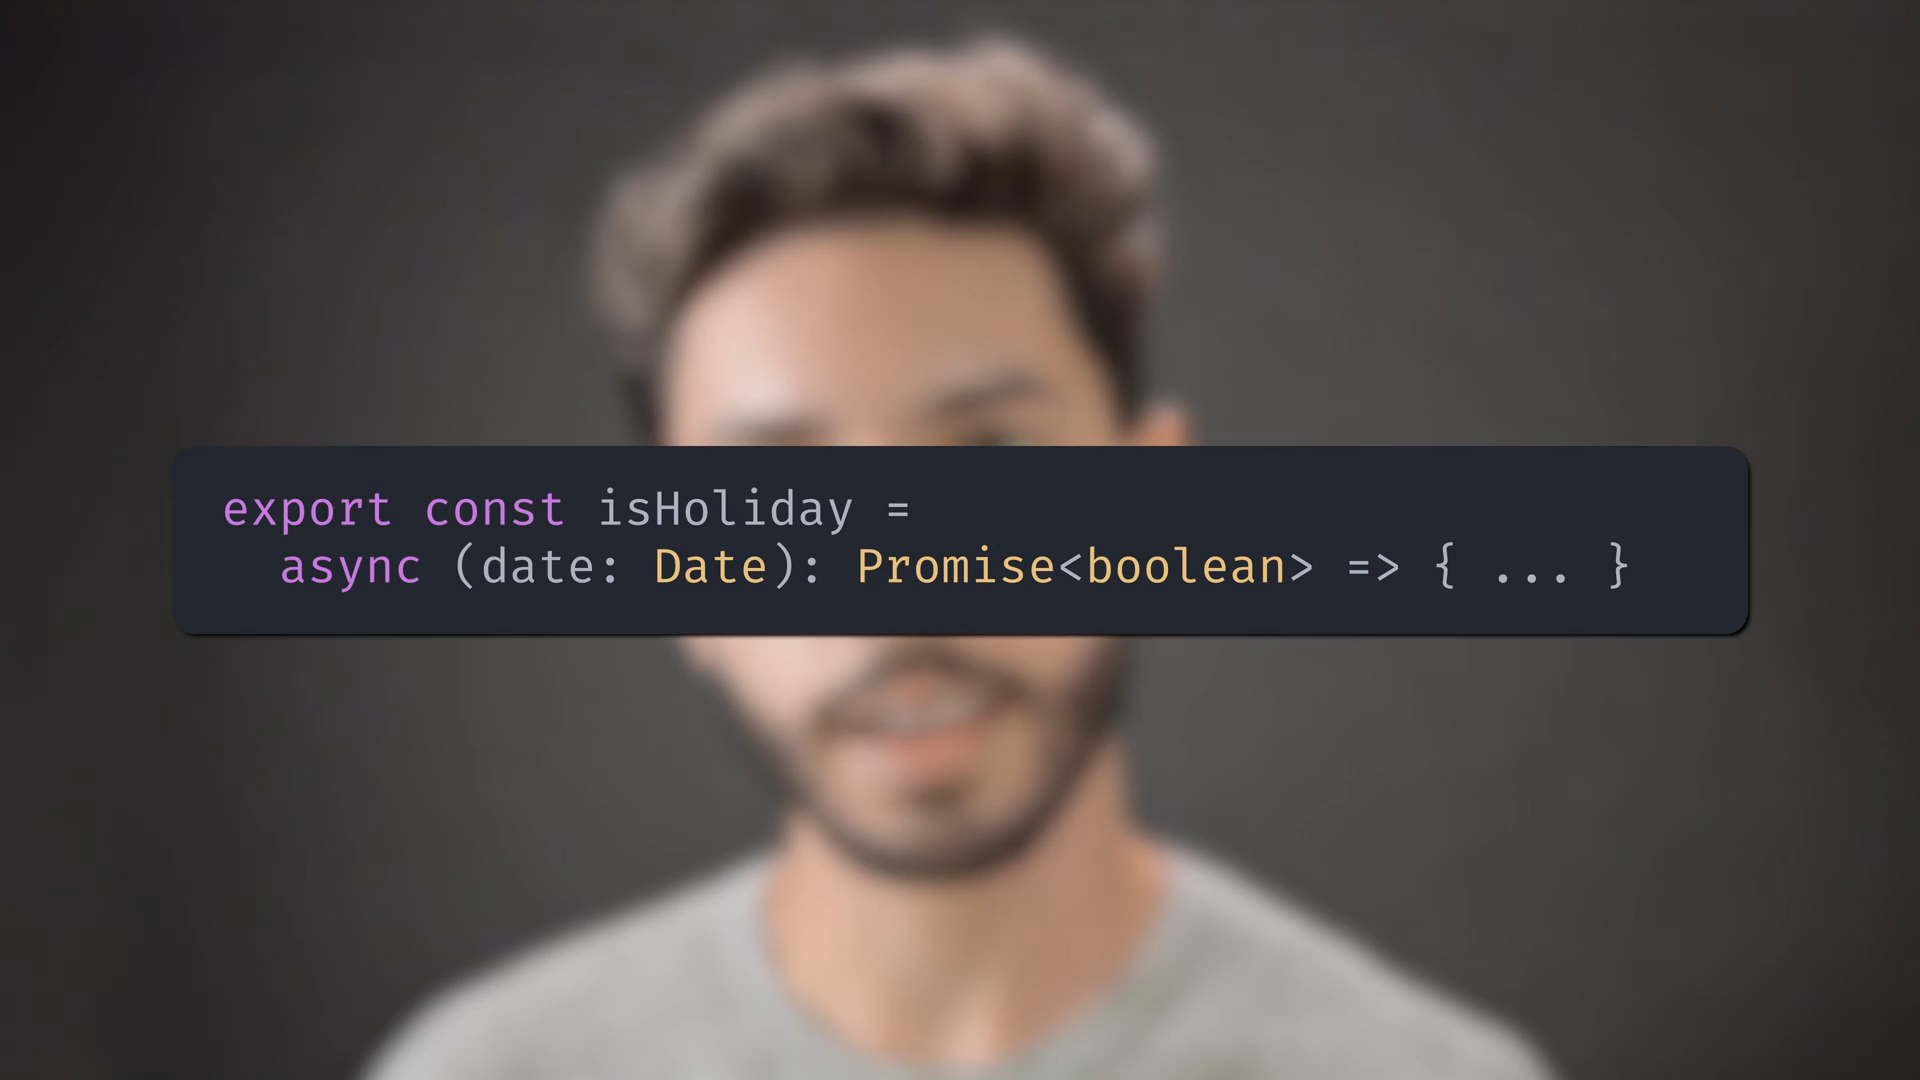 export const isHoliday =
  async (date: Date): Promise<boolean> => { ... }